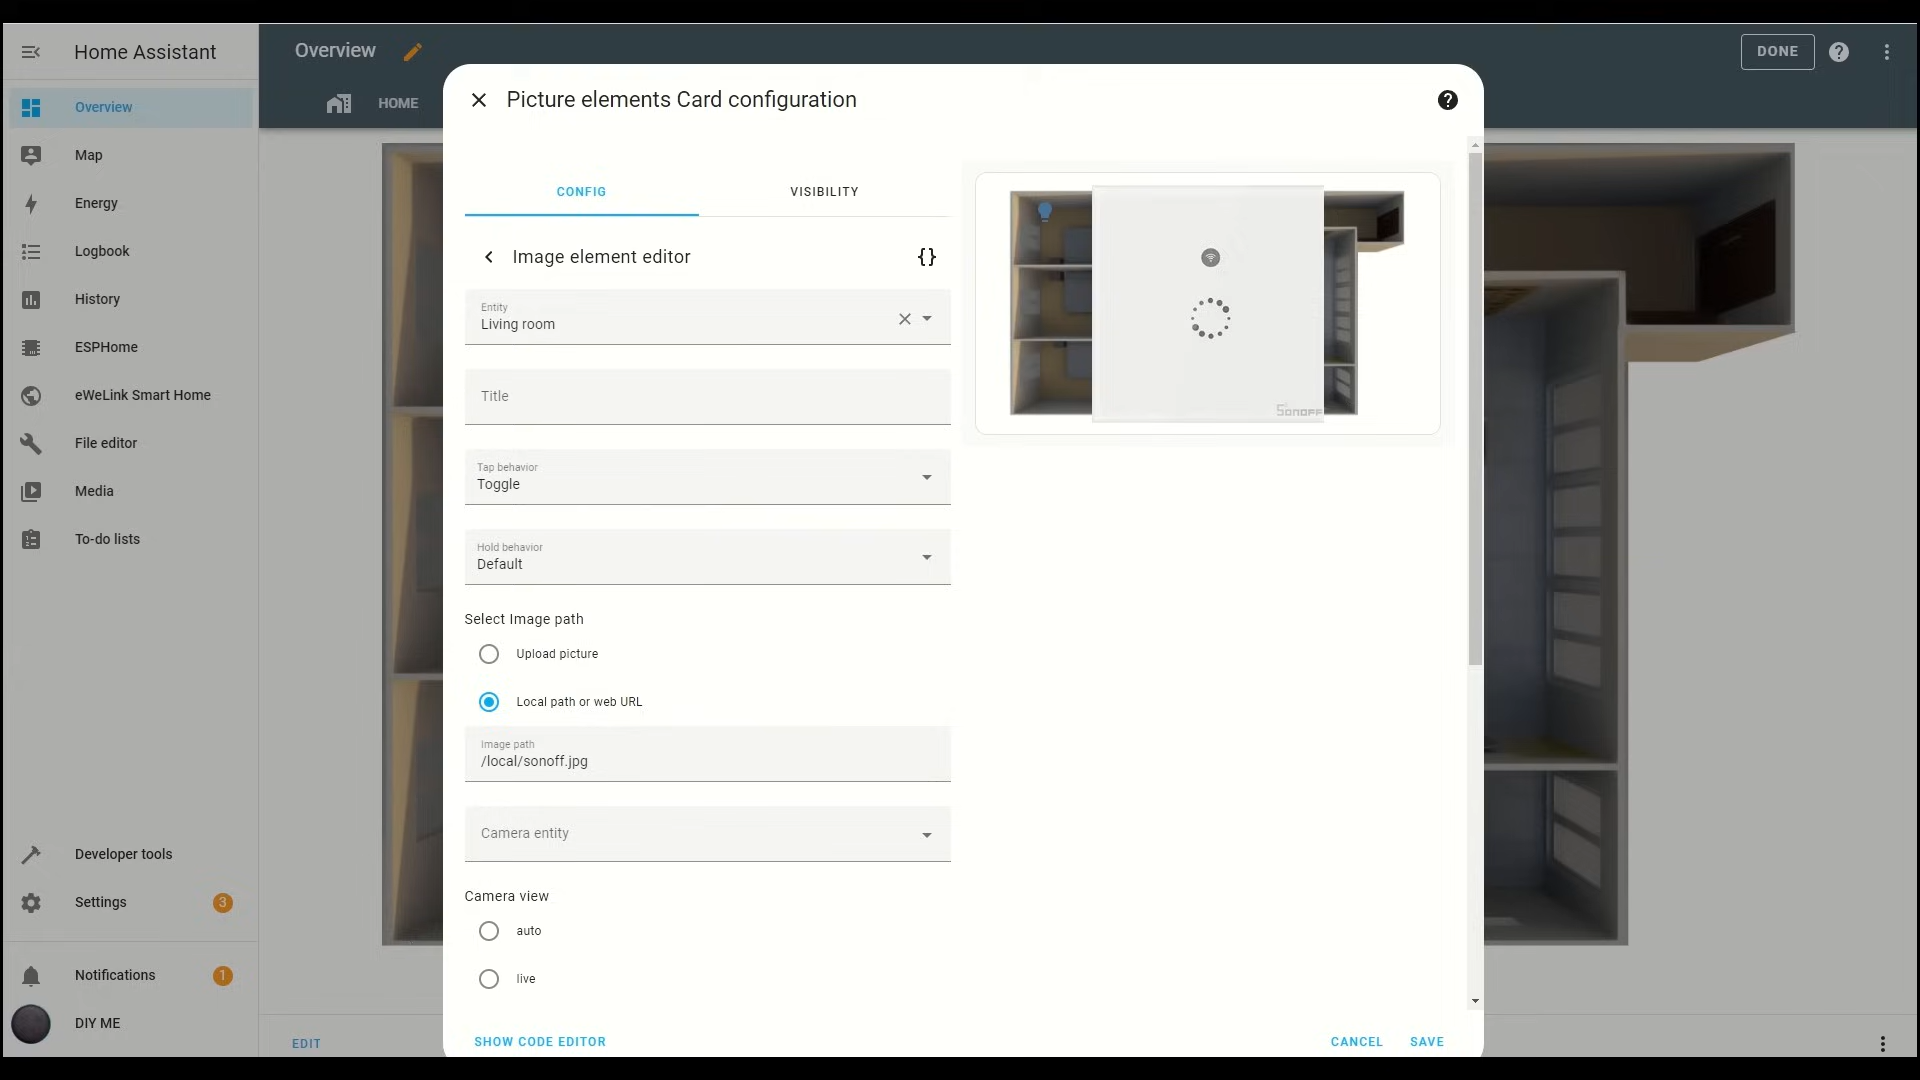 Home Assistant
Overview
DONE
HOME
Overview
Map
Energy
Logbook
History
ESPHome
eWeLink Smart Home
File editor
Media
To-do lists
Developer tools
Settings
3
Notifications
1
DIY ME
EDIT
Picture elements Card configuration
CONFIG
VISIBILITY
Image element editor
{}
Entity
Living room
Title
Tap behavior
Toggle
Hold behavior
Default
Select Image path
Upload picture
Local path or web URL
Image path
/local/sonoff.jpg
Camera entity
Camera view
auto
live
SHOW CODE EDITOR
CANCEL
SAVE
SONOFF